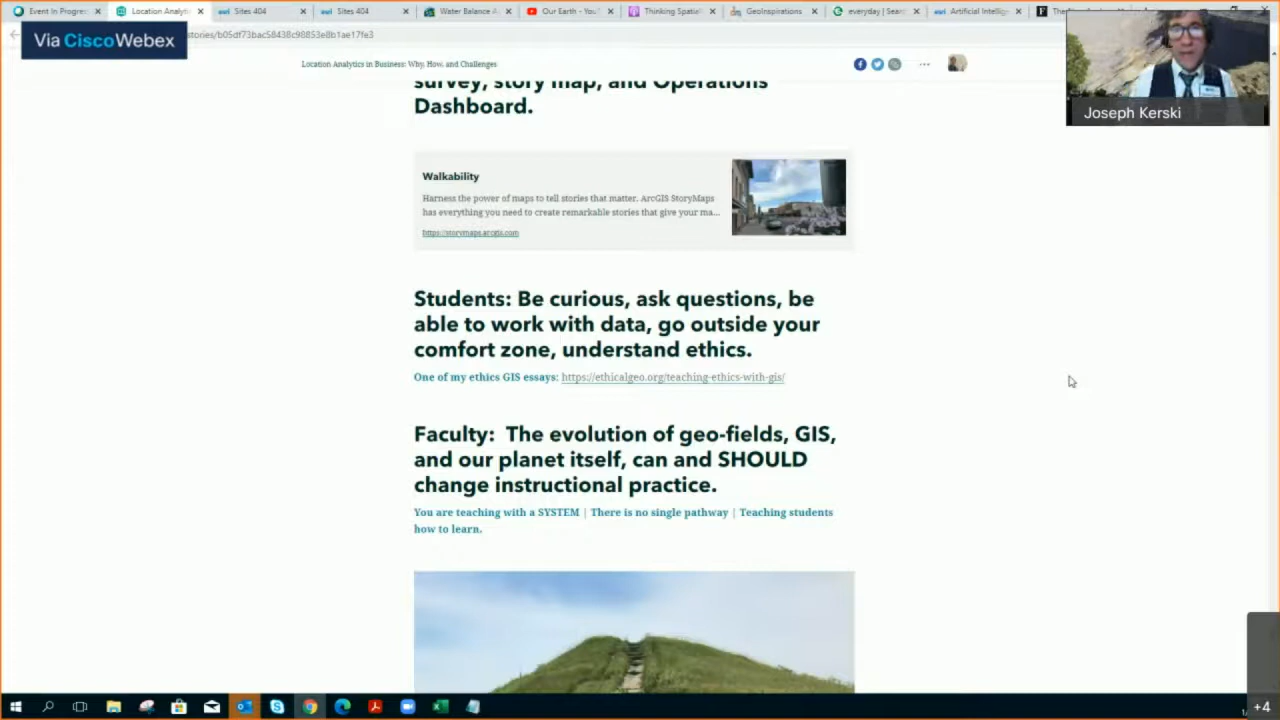 Event In Progres
Location Analyti
Sites 404
Sites 404
Water Balance A
Our Earth - You
Thinking Spatial
GeoInspirations
everyday | Sear
Artificial Intellig
Via CiscoWebex
stories/b05df73bac58438c98853e8b1ae17fe3
Location Analytics in Business: Why, How, and Challenges
Joseph Kerski
survey, story map, and Operations
Dashboard.
Walkability
Harness the power of maps to tell stories that matter. ArcGIS StoryMaps
has everything you need to create remarkable stories that give your ma...
https://storymaps.arcgis.com
Students: Be curious, ask questions, be
able to work with data, go outside your
comfort zone, understand ethics.
One of my ethics GIS essays: https://ethicalgeo.org/teaching-ethics-with-gis/
Faculty: The evolution of geo-fields, GIS,
and our planet itself, can and SHOULD
change instructional practice.
You are teaching with a SYSTEM | There is no single pathway | Teaching students
how to learn.
+4